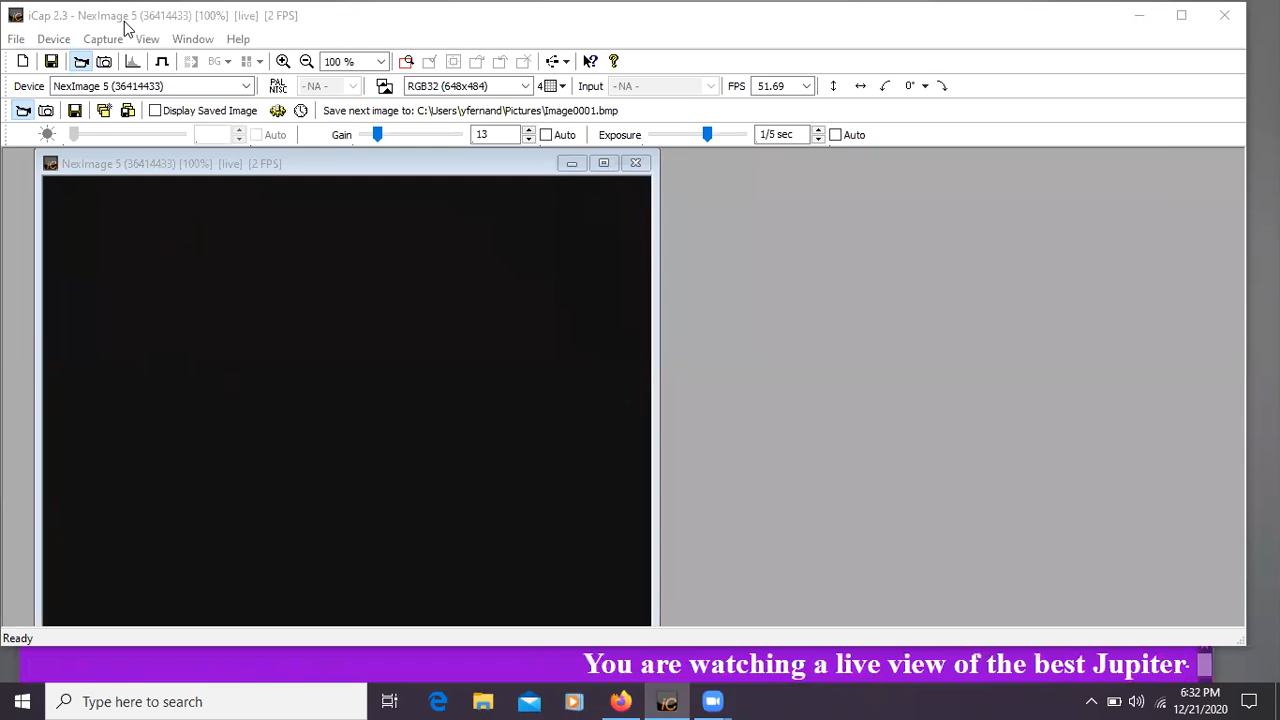 iCap 2.3 - NexImage 5 (36414433) [100%]  [live]  [2 FPS]
File Device Capture View Window Help
BG 100 %
Device NexImage 5 (36414433) PAL NTSC - NA - RGB32 (648x484) 4 Input - NA - FPS 51.69 0°
Display Saved Image Save next image to: C:\Users\yfernand\Pictures\Image0001.bmp
Auto Gain 13 Auto Exposure 1/5 sec Auto
NexImage 5 (36414433) [100%]  [live]  [2 FPS]
Ready
You are watching a live view of the best Jupiter-
Type here to search
6:32 PM
12/21/2020